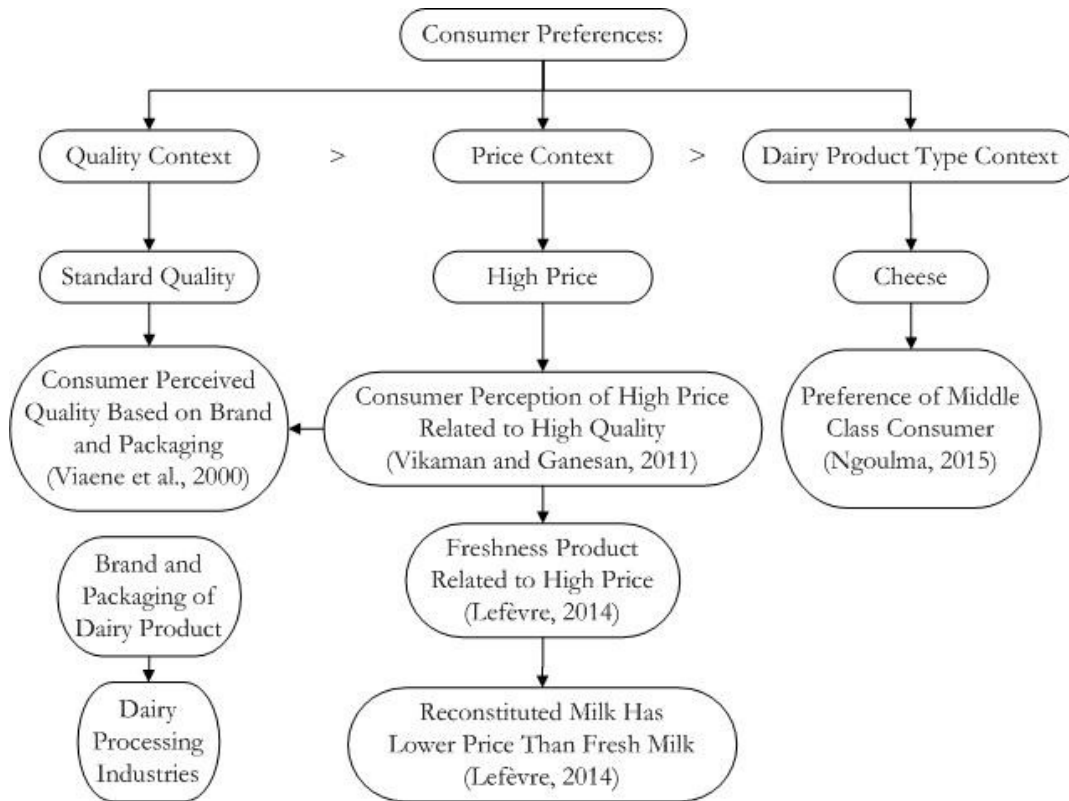 Consumer Preferences:
Quality Context
>
Price Context
>
Dairy Product Type Context
Standard Quality
High Price
Cheese
Consumer Perceived
Quality Based on Brand
and Packaging
(Viaene et al., 2000)
Consumer Perception of High Price
Related to High Quality
(Vikaman and Ganesan, 2011)
Preference of Middle
Class Consumer
(Ngoulma, 2015)
Brand and
Packaging of
Dairy Product
Freshness Product
Related to High Price
(Lefèvre, 2014)
Dairy
Processing
Industries
Reconstituted Milk Has
Lower Price Than Fresh Milk
(Lefèvre, 2014)